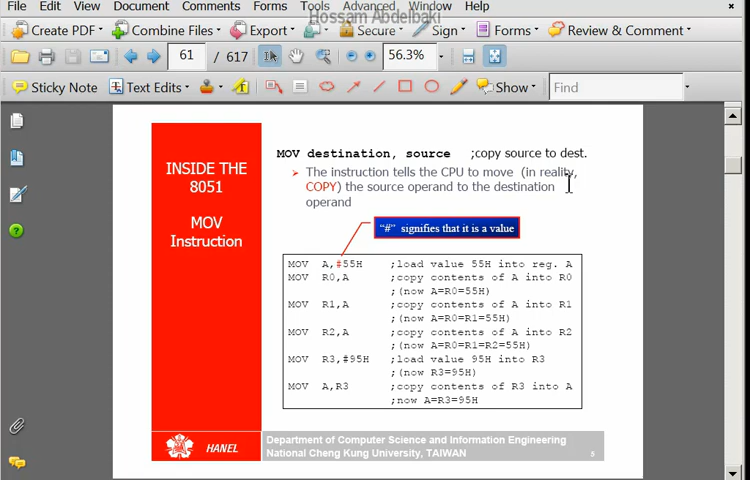 File Edit View Document Comments Forms Tools Advanced Window Help
Hossam Abdelbaki
Create PDF Combine Files Export Secure Sign Forms Review & Comment
61 / 617 56.3%
Sticky Note Text Edits Show Find
INSIDE THE
8051
MOV
Instruction
MOV destination, source ;copy source to dest.
The instruction tells the CPU to move (in reality,
COPY) the source operand to the destination
operand
"#" signifies that it is a value
MOV A,#55H ;load value 55H into reg. A
MOV R0,A ;copy contents of A into R0
;(now A=R0=55H)
MOV R1,A ;copy contents of A into R1
;(now A=R0=R1=55H)
MOV R2,A ;copy contents of A into R2
;(now A=R0=R1=R2=55H)
MOV R3,#95H ;load value 95H into R3
;(now R3=95H)
MOV A,R3 ;copy contents of R3 into A
;now A=R3=95H
HANEL
Department of Computer Science and Information Engineering
National Cheng Kung University, TAIWAN